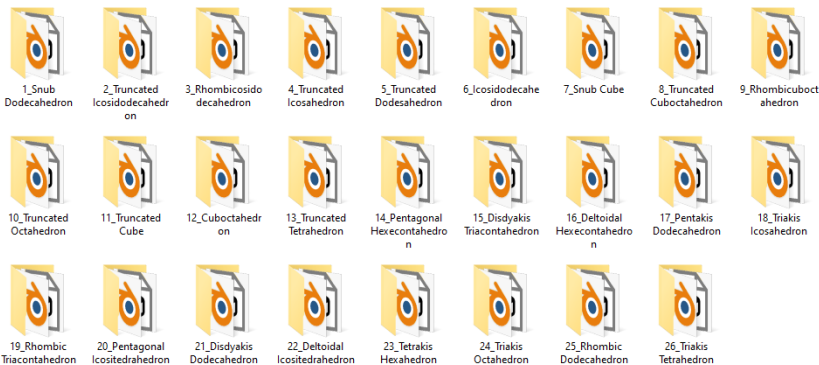 1_Snub
Dodecahedron
2_Truncated
Icosidodecahedr
on
3_Rhombicosido
decahedron
4_Truncated
Icosahedron
5_Truncated
Dodesahedron
6_Icosidodecahe
dron
7_Snub Cube
8_Truncated
Cuboctahedron
9_Rhombicuboct
ahedron
10_Truncated
Octahedron
11_Truncated
Cube
12_Cuboctahedr
on
13_Truncated
Tetrahedron
14_Pentagonal
Hexecontahedro
n
15_Disdyakis
Triacontahedron
16_Deltoidal
Hexecontahedro
n
17_Pentakis
Dodecahedron
18_Triakis
Icosahedron
19_Rhombic
Triacontahedron
20_Pentagonal
Icositedrahedron
21_Disdyakis
Dodecahedron
22_Deltoidal
Icositedrahedron
23_Tetrakis
Hexahedron
24_Triakis
Octahedron
25_Rhombic
Dodecahedron
26_Triakis
Tetrahedron